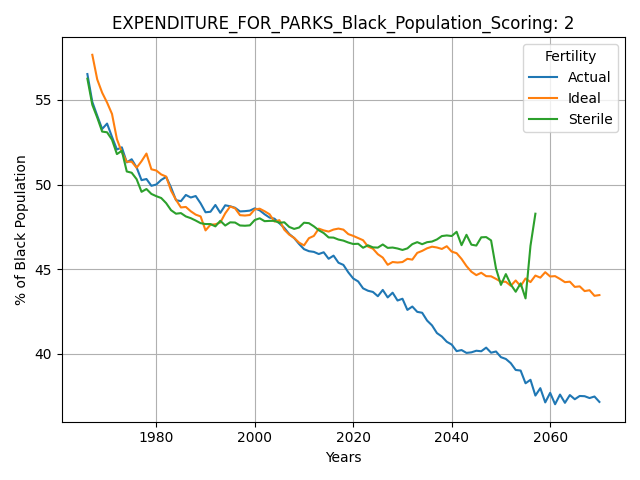 EXPENDITURE_FOR_PARKS_Black_Population_Scoring: 2
Fertility
Actual
Ideal
Sterile
% of Black Population
55
50
45
40
1980
2000
2020
2040
2060
Years